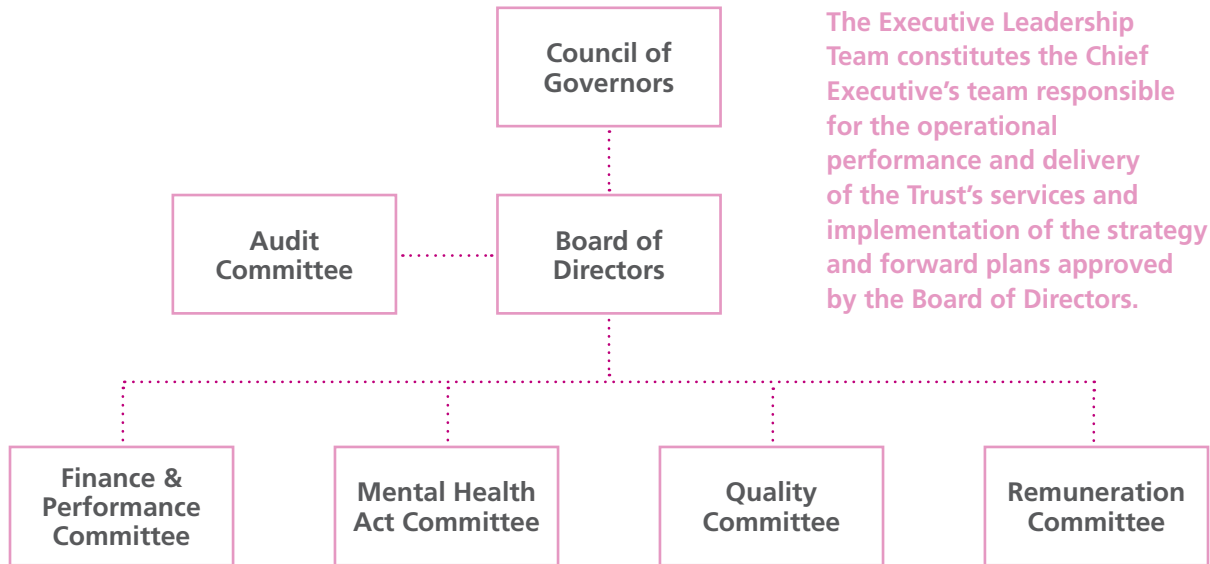 Council of
Governors
The Executive Leadership
Team constitutes the Chief
Executive’s team responsible
for the operational
performance and delivery
of the Trust’s services and
implementation of the strategy
and forward plans approved
by the Board of Directors.
Audit
Committee
Board of
Directors
Finance &
Performance
Committee
Mental Health
Act Committee
Quality
Committee
Remuneration
Committee